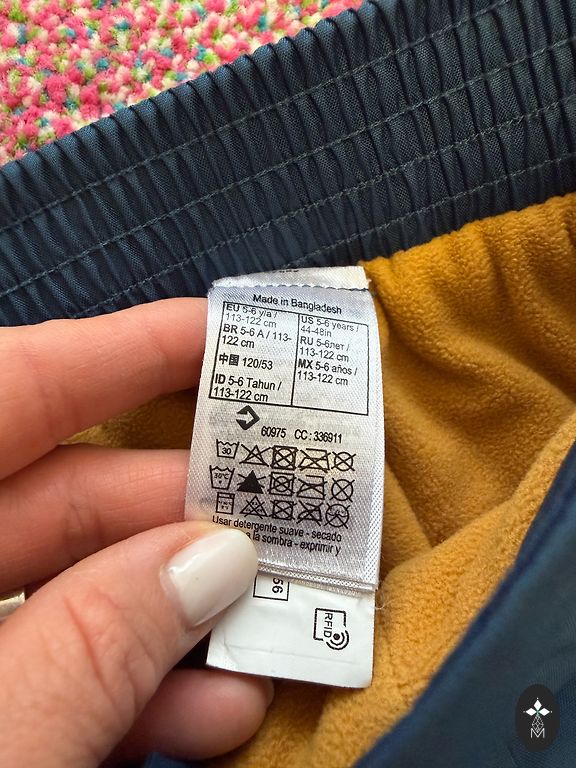 Made in Bangladesh
EU 5-6 y/a /
113-122 cm
BR 5-6 A / 113-
122 cm
中国 120/53
ID 5-6 Tahun /
113-122 cm
US 5-6 years /
44-48in
RU 5-6лет /
113-122 cm
MX 5-6 años /
113-122 cm
60975 CC: 336911
30
30°C
Usar detergente suave - secado
a la sombra - exprimir y
56
RFID
M